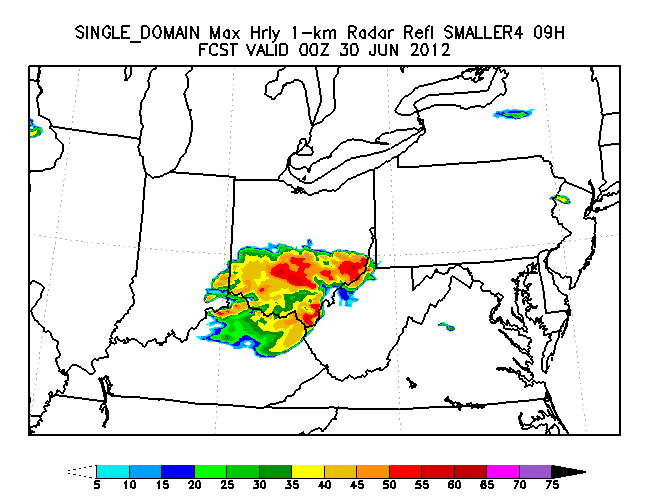 SINGLE_DOMAIN Max Hrly 1-km Radar Refl SMALLER4 09H
FCST VALID 00Z 30 JUN 2012
5 10 15 20 25 30 35 40 45 50 55 60 65 70 75